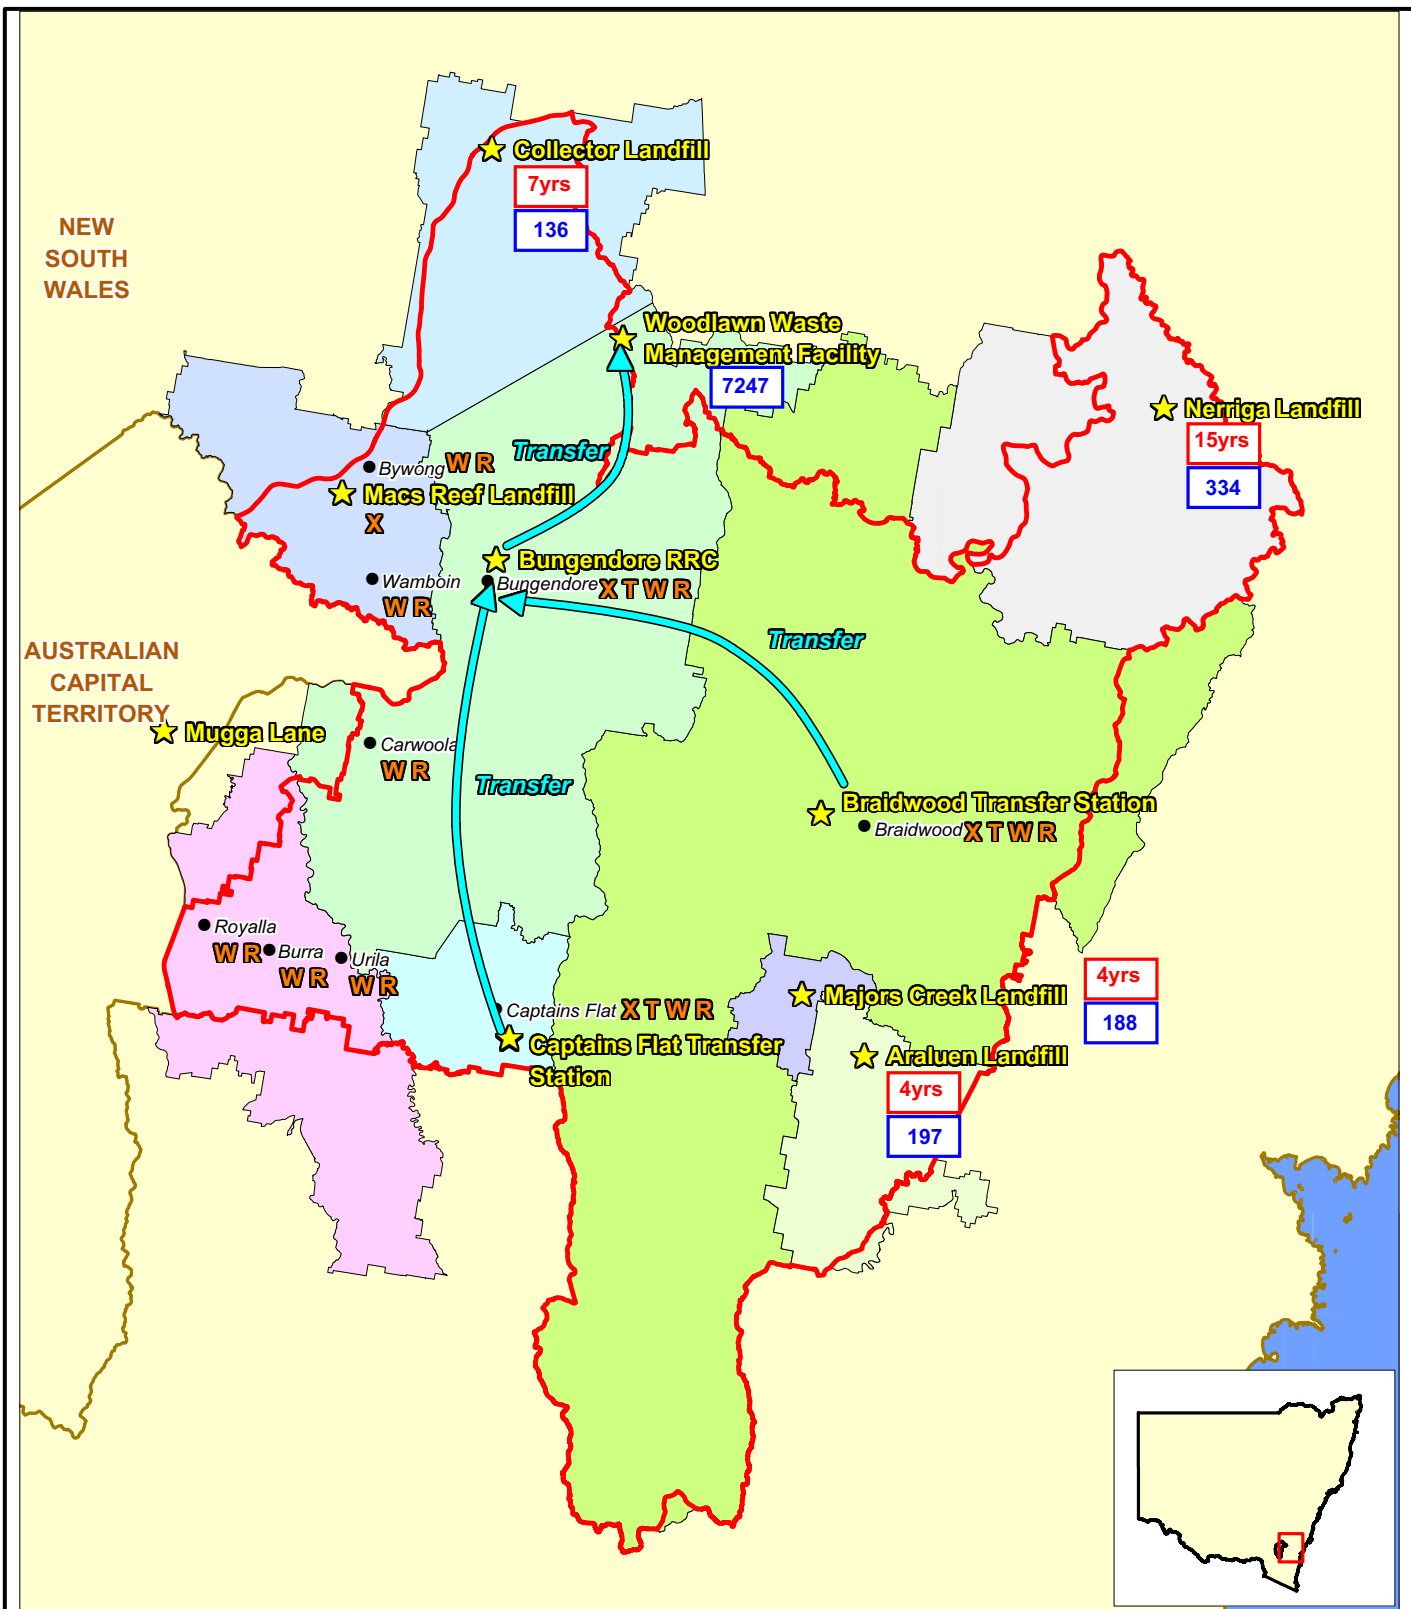 Collector Landfill
7yrs
136
NEW
SOUTH
WALES
Woodlawn Waste
Management Facility
7247
Nerriga Landfill
15yrs
334
Transfer
Bywong W R
Macs Reef Landfill
X
Bungendore RRC
Bungendore X T W R
Wamboin
W R
Transfer
AUSTRALIAN
CAPITAL
TERRITORY
Mugga Lane
Carwoola
W R
Transfer
Braidwood Transfer Station
Braidwood X T W R
Royalla
W R
Burra
W R
Urila
W R
Captains Flat X T W R
Captains Flat Transfer
Station
Majors Creek Landfill
4yrs
188
Araluen Landfill
4yrs
197